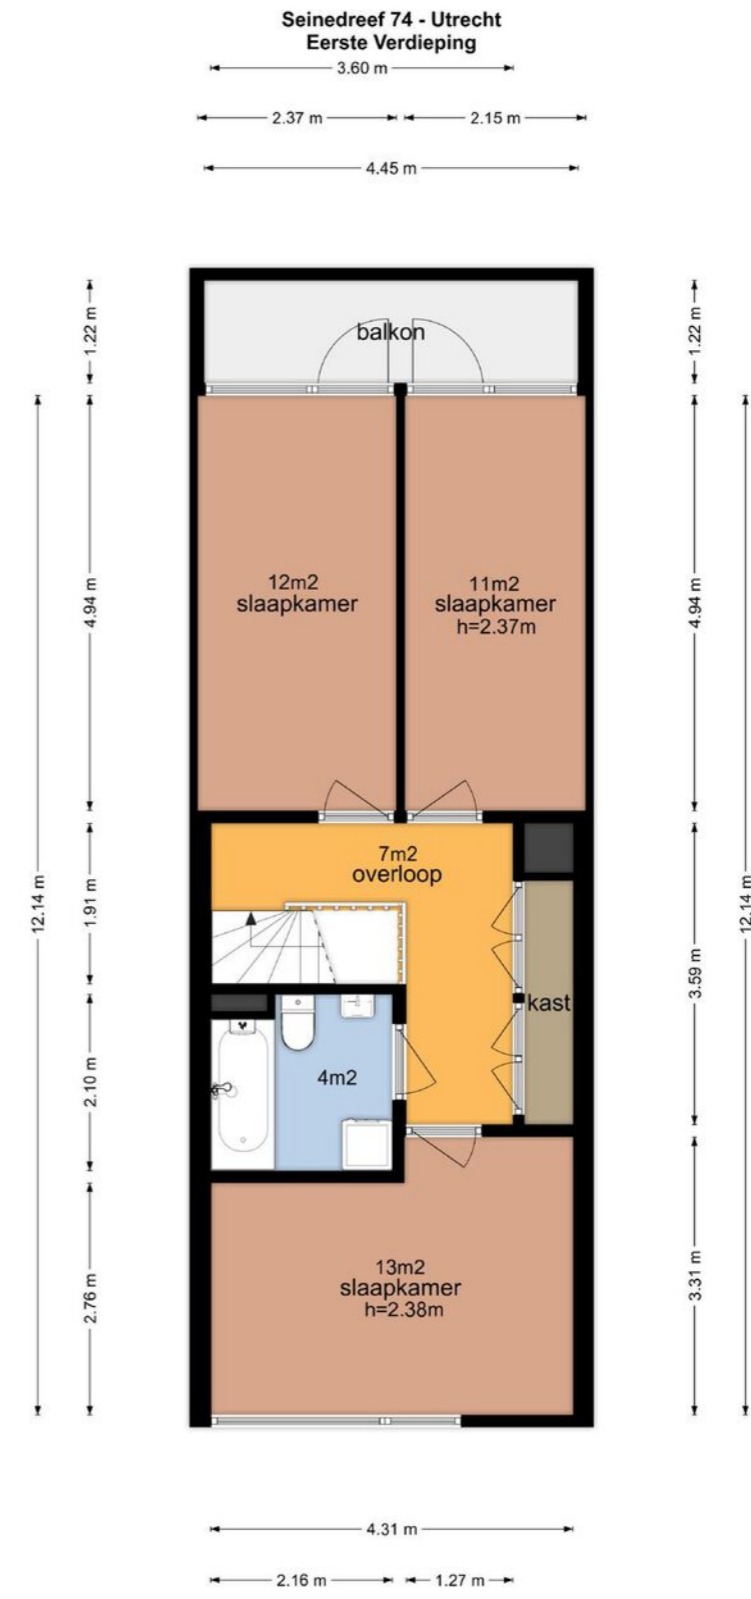 Seinedreef 74 - Utrecht
Eerste Verdieping
3.60 m
2.37 m
2.15 m
4.45 m
1.22 m
1.22 m
balkon
4.94 m
4.94 m
12m2
slaapkamer
11m2
slaapkamer
h=2.37m
12.14 m
12.14 m
1.91 m
7m2
overloop
3.59 m
kast
2.10 m
4m2
2.76 m
3.31 m
13m2
slaapkamer
h=2.38m
4.31 m
2.16 m
1.27 m